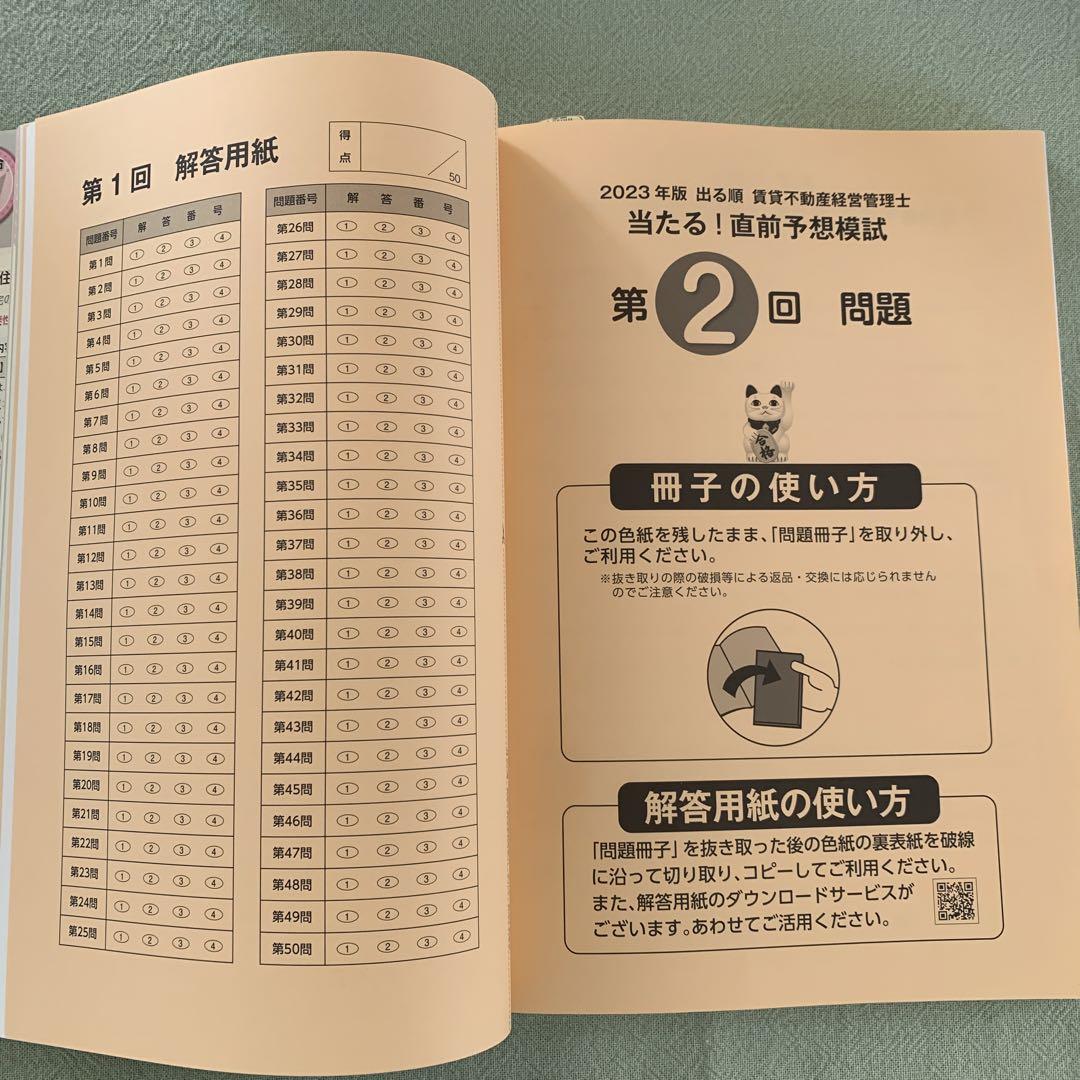 第1回 解答用紙
得点
50
問題番号 解答番号
第1問 ① ② ③ ④
第2問 ① ② ③ ④
第3問 ① ② ③ ④
第4問 ① ② ③ ④
第5問 ① ② ③ ④
第6問 ① ② ③ ④
第7問 ① ② ③ ④
第8問 ① ② ③ ④
第9問 ① ② ③ ④
第10問 ① ② ③ ④
第11問 ① ② ③ ④
第12問 ① ② ③ ④
第13問 ① ② ③ ④
第14問 ① ② ③ ④
第15問 ① ② ③ ④
第16問 ① ② ③ ④
第17問 ① ② ③ ④
第18問 ① ② ③ ④
第19問 ① ② ③ ④
第20問 ① ② ③ ④
第21問 ① ② ③ ④
第22問 ① ② ③ ④
第23問 ① ② ③ ④
第24問 ① ② ③ ④
第25問 ① ② ③ ④
問題番号 解答番号
第26問 ① ② ③ ④
第27問 ① ② ③ ④
第28問 ① ② ③ ④
第29問 ① ② ③ ④
第30問 ① ② ③ ④
第31問 ① ② ③ ④
第32問 ① ② ③ ④
第33問 ① ② ③ ④
第34問 ① ② ③ ④
第35問 ① ② ③ ④
第36問 ① ② ③ ④
第37問 ① ② ③ ④
第38問 ① ② ③ ④
第39問 ① ② ③ ④
第40問 ① ② ③ ④
第41問 ① ② ③ ④
第42問 ① ② ③ ④
第43問 ① ② ③ ④
第44問 ① ② ③ ④
第45問 ① ② ③ ④
第46問 ① ② ③ ④
第47問 ① ② ③ ④
第48問 ① ② ③ ④
第49問 ① ② ③ ④
第50問 ① ② ③ ④
2023年版 出る順 賃貸不動産経営管理士
当たる!直前予想模試
第2回 問題
合格
冊子の使い方
この色紙を残したまま、「問題冊子」を取り外し、
ご利用ください。
※抜き取りの際の破損等による返品・交換には応じられません
のでご注意ください。
解答用紙の使い方
「問題冊子」を抜き取った後の色紙の裏表紙を破線
に沿って切り取り、コピーしてご利用ください。
また、解答用紙のダウンロードサービスが
ございます。あわせてご活用ください。